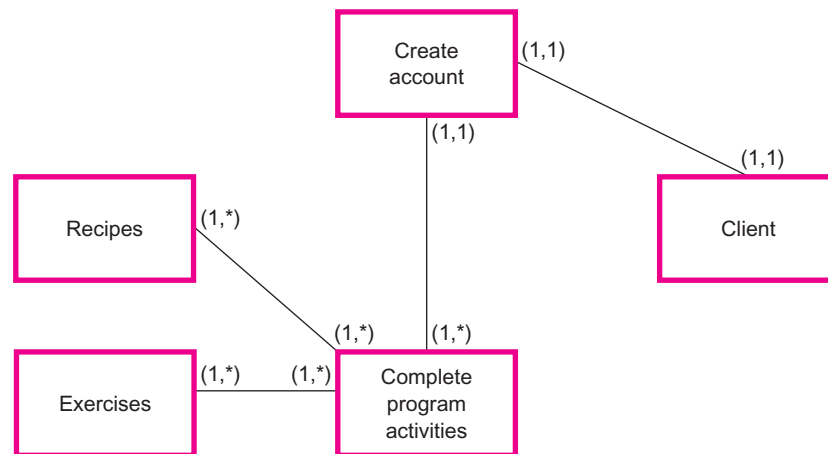 Create
account
(1,1)
(1,1)
(1,1)
Recipes
(1,*)
Client
(1,*)
(1,*)
Exercises
(1,*)
(1,*)
Complete
program
activities